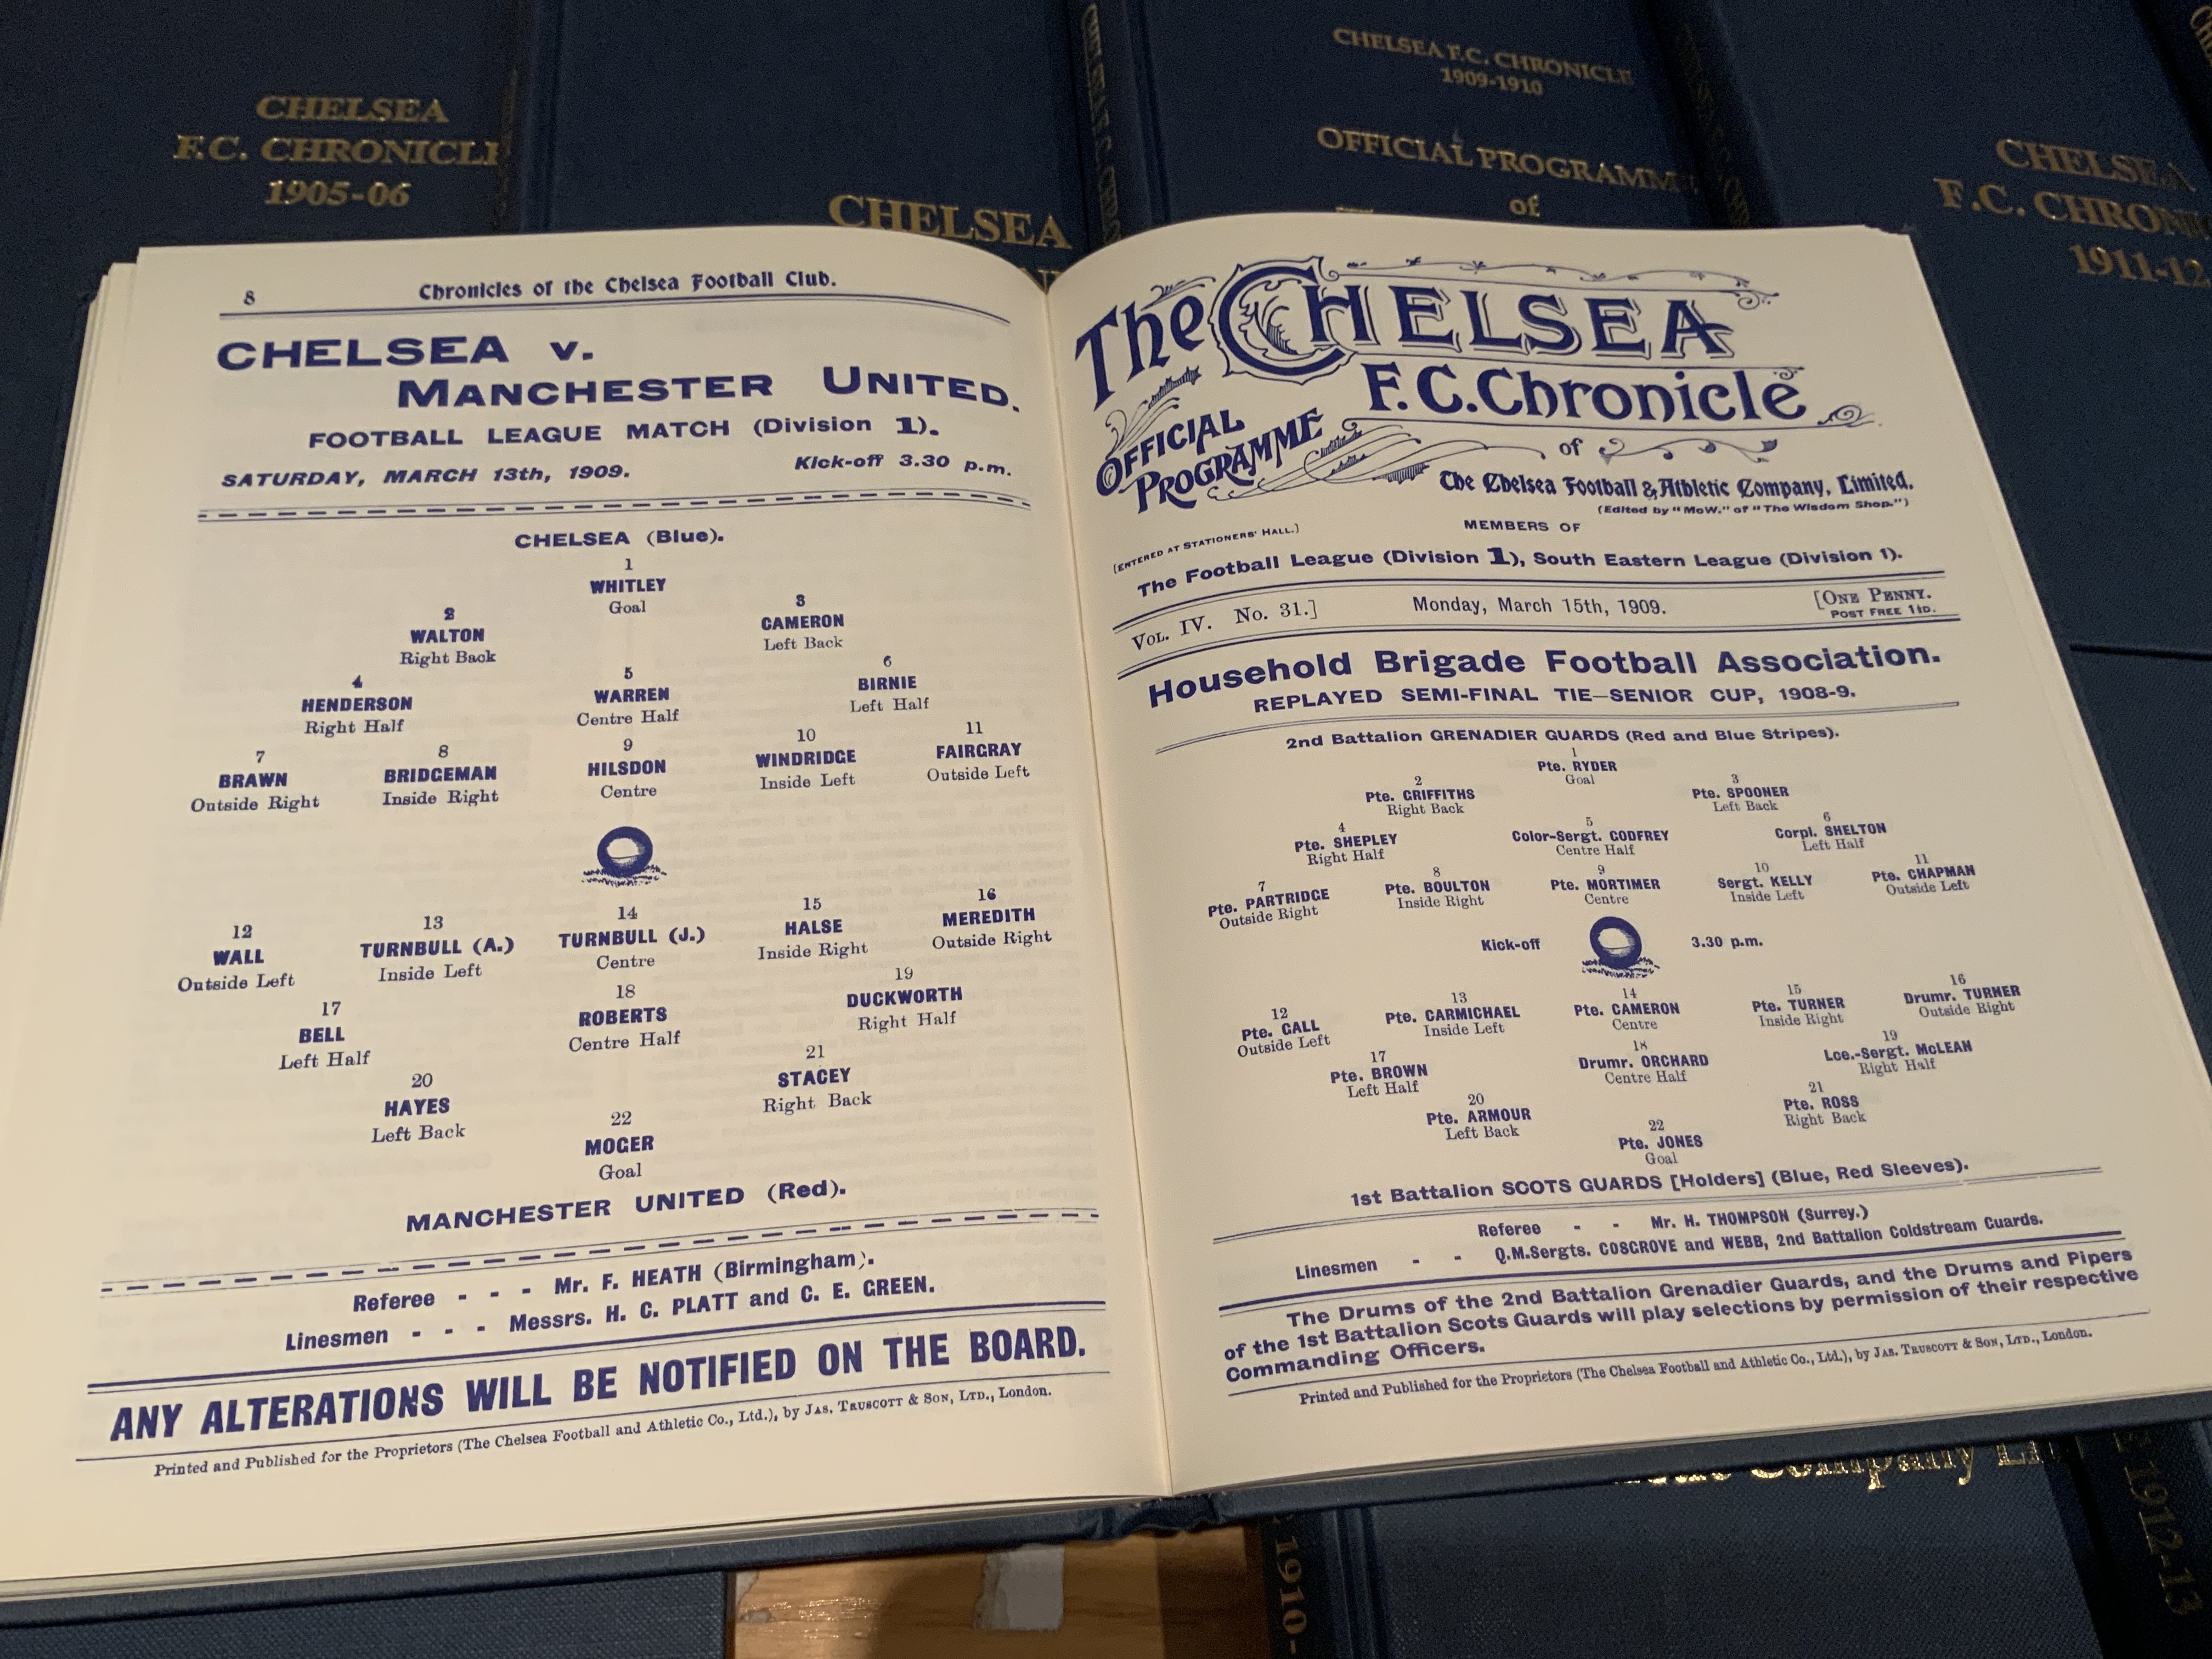 CHELSEA
F.C. CHRONICLE
1905-06
CHELSEA
CHELSEA F.C. CHRONICLE
1909-1910
OFFICIAL PROGRAMME
of
CHELSEA
F.C. CHRON
1911-12
8
Chronicles of the Chelsea Football Club.
CHELSEA v.
MANCHESTER UNITED.
FOOTBALL LEAGUE MATCH (Division 1).
SATURDAY, MARCH 13th, 1909. Kick-off 3.30 p.m.
CHELSEA (Blue).
1
WHITLEY
Goal
2 3
WALTON CAMERON
Right Back Left Back
4 5 6
HENDERSON WARREN BIRNIE
Right Half Centre Half Left Half
7 8 9 10 11
BRAWN BRIDGEMAN HILSDON WINDRIDGE FAIRGRAY
Outside Right Inside Right Centre Inside Left Outside Left
12 13 14 15 16
WALL TURNBULL (A.) TURNBULL (J.) HALSE MEREDITH
Outside Left Inside Left Centre Inside Right Outside Right
17 18 19
BELL ROBERTS DUCKWORTH
Left Half Centre Half Right Half
20 21
HAYES STACEY
Left Back Right Back
22
MOGER
Goal
MANCHESTER UNITED (Red).
Referee - - - Mr. F. HEATH (Birmingham).
Linesmen - - - Messrs. H. C. PLATT and C. E. GREEN.
ANY ALTERATIONS WILL BE NOTIFIED ON THE BOARD.
Printed and Published for the Proprietors (The Chelsea Football and Athletic Co., Ltd.), by JAS. TRUSCOTT & SON, LTD., London.
The CHELSEA
F.C. Chronicle
OFFICIAL
PROGRAMME
of
The Chelsea Football & Athletic Company, Limited.
(Edited by "MoW." of "The Wisdom Shop.")
[ENTERED AT STATIONERS' HALL.]
MEMBERS OF
The Football League (Division 1), South Eastern League (Division 1).
VOL. IV. No. 31.] Monday, March 15th, 1909. [ONE PENNY.
POST FREE 1½D.
Household Brigade Football Association.
REPLAYED SEMI-FINAL TIE—SENIOR CUP, 1908-9.
2nd Battalion GRENADIER GUARDS (Red and Blue Stripes).
1
Pte. RYDER
Goal
2 3
Pte. GRIFFITHS Pte. SPOONER
Right Back Left Back
4 5 6
Pte. SHEPLEY Color-Sergt. GODFREY Corpl. SHELTON
Right Half Centre Half Left Half
7 8 9 10 11
Pte. PARTRIDGE Pte. BOULTON Pte. MORTIMER Sergt. KELLY Pte. CHAPMAN
Outside Right Inside Right Centre Inside Left Outside Left
Kick-off 3.30 p.m.
12 13 14 15 16
Pte. GALL Pte. CARMICHAEL Pte. CAMERON Pte. TURNER Drumr. TURNER
Outside Left Inside Left Centre Inside Right Outside Right
17 18 19
Pte. BROWN Drumr. ORCHARD Lce.-Sergt. McLEAN
Left Half Centre Half Right Half
20 21
Pte. ARMOUR Pte. ROSS
Left Back Right Back
22
Pte. JONES
Goal
1st Battalion SCOTS GUARDS [Holders] (Blue, Red Sleeves).
Referee - - Mr. H. THOMPSON (Surrey.)
Linesmen - - Q.M.Sergts. COSGROVE and WEBB, 2nd Battalion Coldstream Guards.
The Drums of the 2nd Battalion Grenadier Guards, and the Drums and Pipers
of the 1st Battalion Scots Guards will play selections by permission of their respective
Commanding Officers.
Printed and Published for the Proprietors (The Chelsea Football and Athletic Co., Ltd.), by JAS. TRUSCOTT & SON, LTD., London.
Company
1910-
1912-13